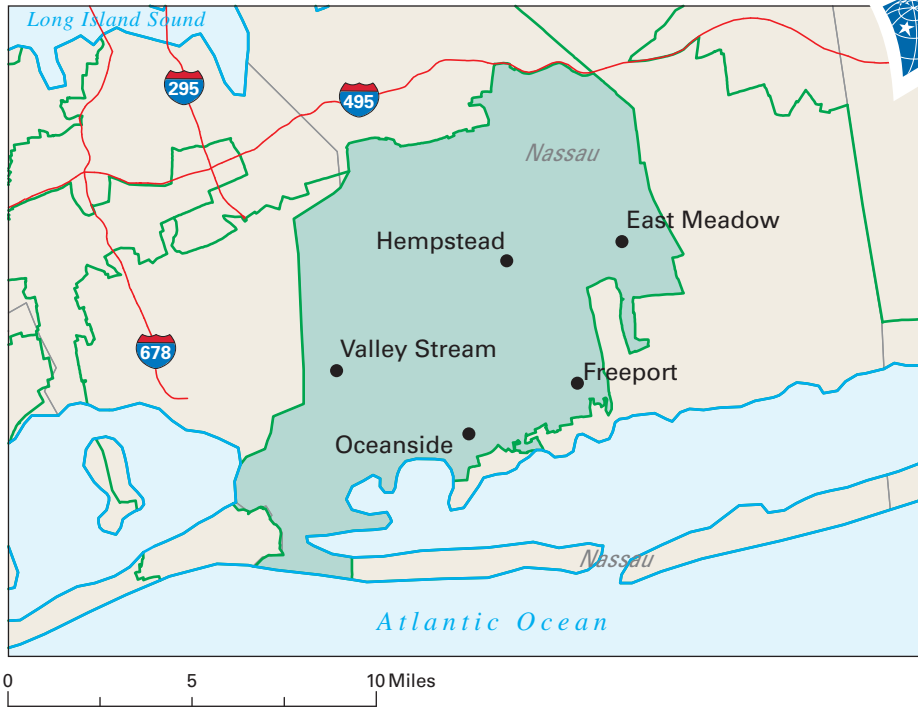 Long Island Sound
295
495
Nassau
East Meadow
Hempstead
678
Valley Stream
Freeport
Oceanside
Nassau
Atlantic Ocean
0 5 10 Miles